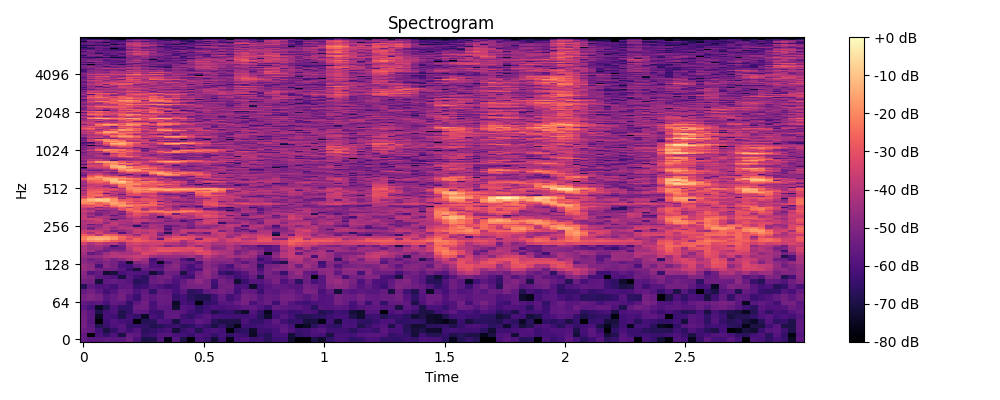 Spectrogram
+0 dB
4096
-10 dB
2048
-20 dB
1024
-30 dB
Hz
512
-40 dB
256
-50 dB
128
-60 dB
64
-70 dB
0
-80 dB
0 0.5 1 1.5 2 2.5
Time